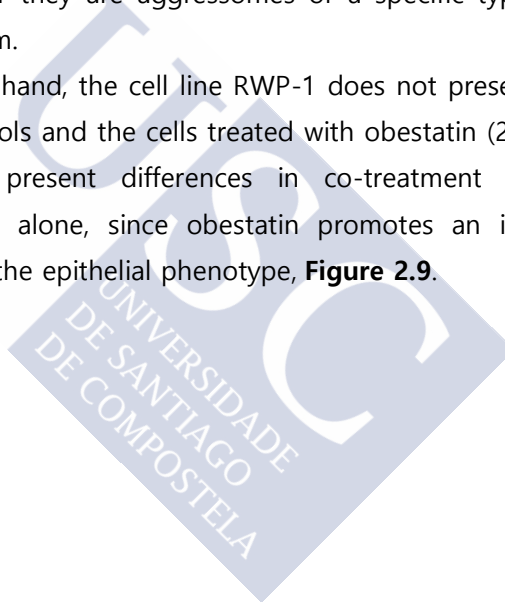 they are aggressomes of a specific typ
hand, the cell line RWP-1 does not prese
ols and the cells treated with obestatin (2
present differences in co-treatment
alone, since obestatin promotes an i
the epithelial phenotype, Figure 2.9.
USC
UNIVERSIDADE
DE SANTIAGO
DE COMPOSTELA